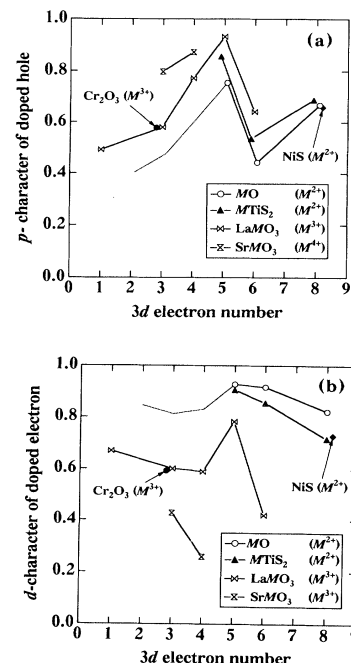 1.0
(a)
0.8
Cr2O3 (M3+)
0.6
NiS (M2+)
0.4
MO (M2+)
MTiS2 (M2+)
0.2
LaMO3 (M3+)
SrMO3 (M4+)
0.0
0 1 2 3 4 5 6 7 8 9
3d electron number
p- character of doped hole
1.0
(b)
0.8
0.6
Cr2O3 (M3+)
NiS (M2+)
0.4
MO (M2+)
MTiS2 (M2+)
0.2
LaMO3 (M3+)
SrMO3 (M3+)
0.0
0 1 2 3 4 5 6 7 8 9
3d electron number
d-character of doped electron